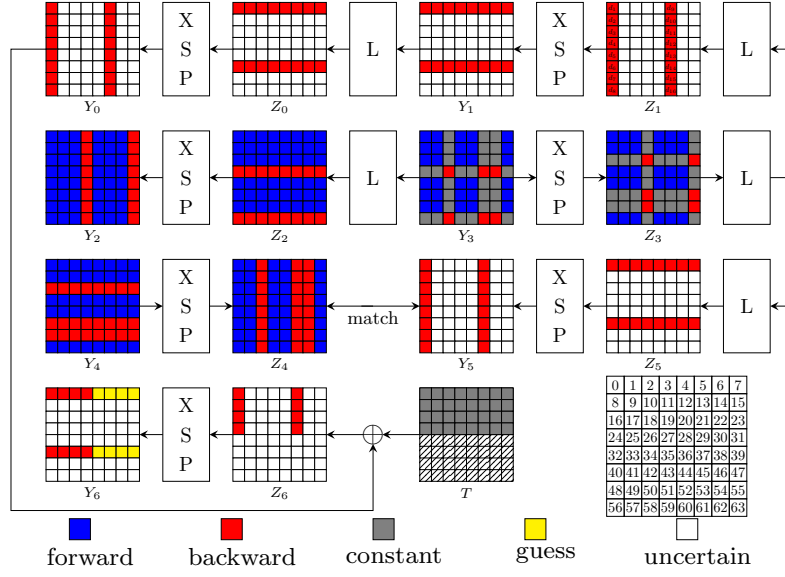 X S P L X S P L
Y0 Z0 Y1 Z1
X S P L X S P L
Y2 Z2 Y3 Z3
X S P match X S P L
Y4 Z4 Y5 Z5
X S P
Y6 Z6 T
0 1 2 3 4 5 6 7
8 9 10 11 12 13 14 15
16 17 18 19 20 21 22 23
24 25 26 27 28 29 30 31
32 33 34 35 36 37 38 39
40 41 42 43 44 45 46 47
48 49 50 51 52 53 54 55
56 57 58 59 60 61 62 63
forward backward constant guess uncertain